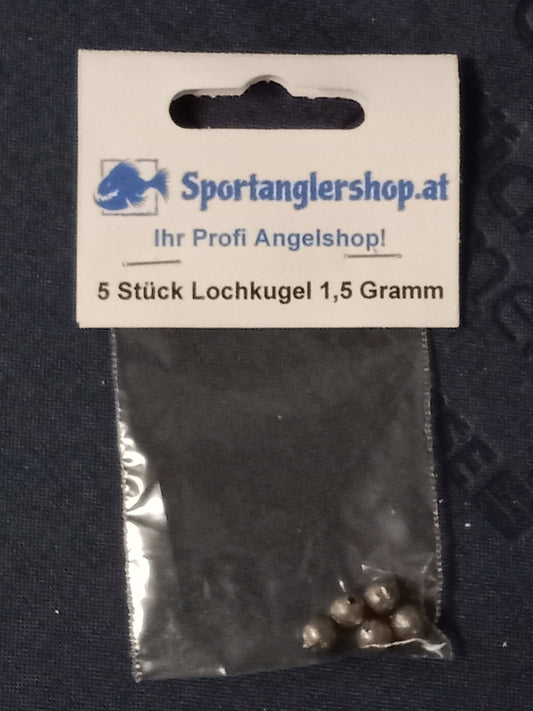 Sportanglershop.at
Ihr Profi Angelshop!
5 Stück Lochkugel 1,5 Gramm